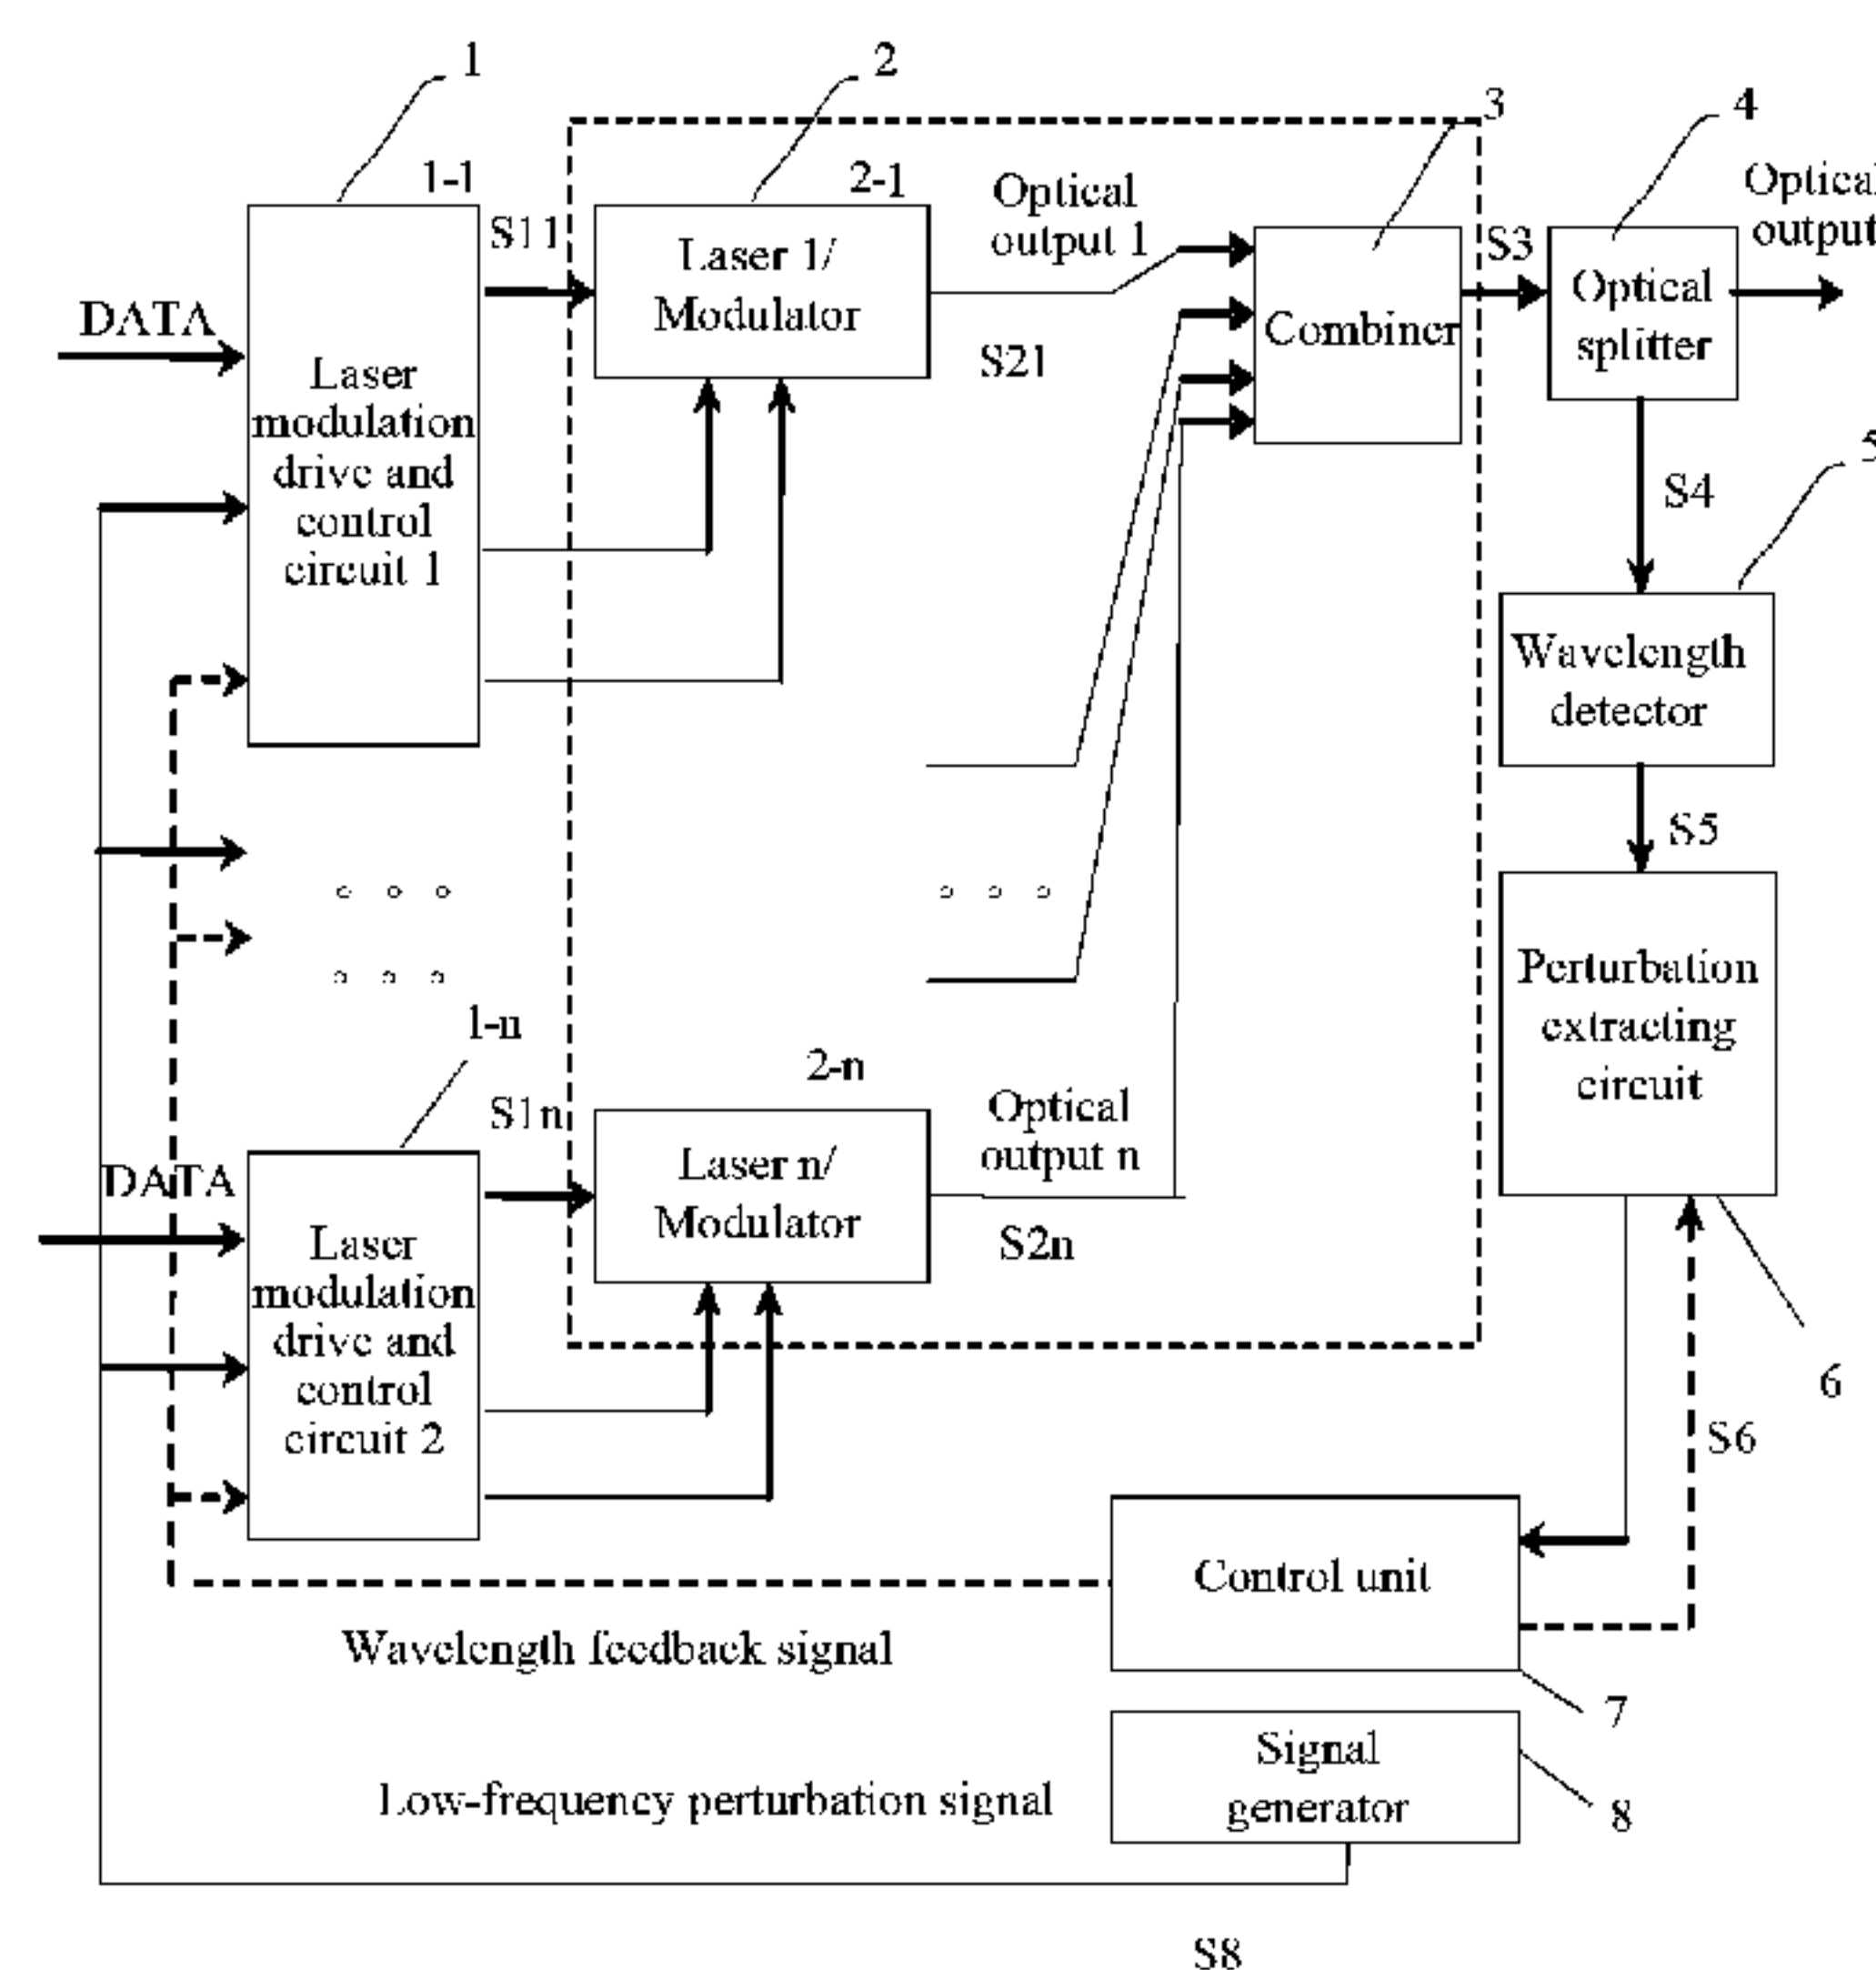 1
2
3
4
1-1
2-1
S11
Optical
output 1
S3
Optical
output
DATA
Laser 1/
Modulator
Combiner
Optical
splitter
S21
Laser
modulation
drive and
control
circuit 1
S4
5
Wavelength
detector
S5
Perturbation
extracting
circuit
1-n
2-n
S1n
Optical
output n
DATA
Laser n/
Modulator
S2n
Laser
modulation
drive and
control
circuit 2
6
S6
Control unit
Wavelength feedback signal
7
Signal
generator
Low-frequency perturbation signal
8
S8